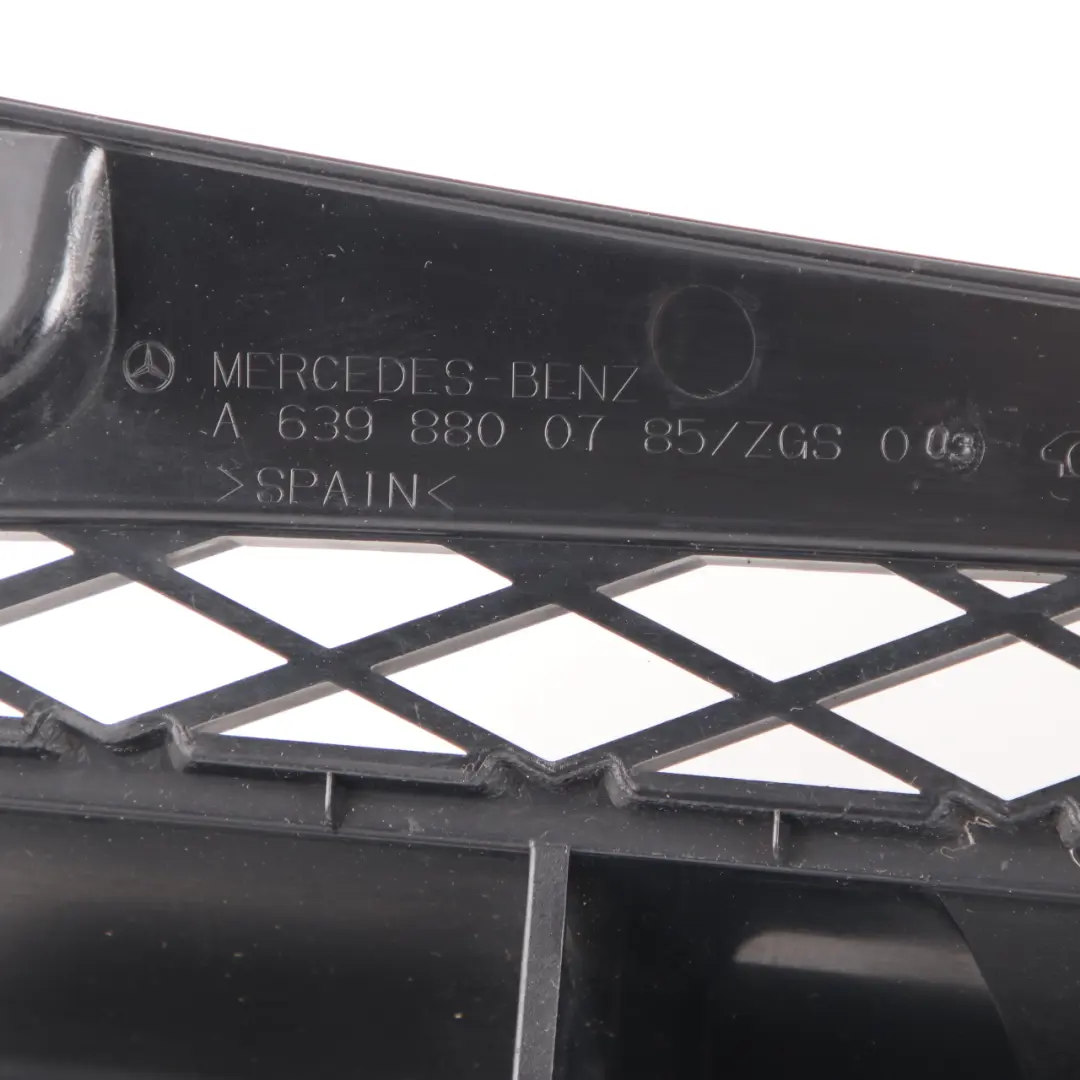 MERCEDES-BENZ
A 639 880 07 85/ZGS 003
>SPAIN<